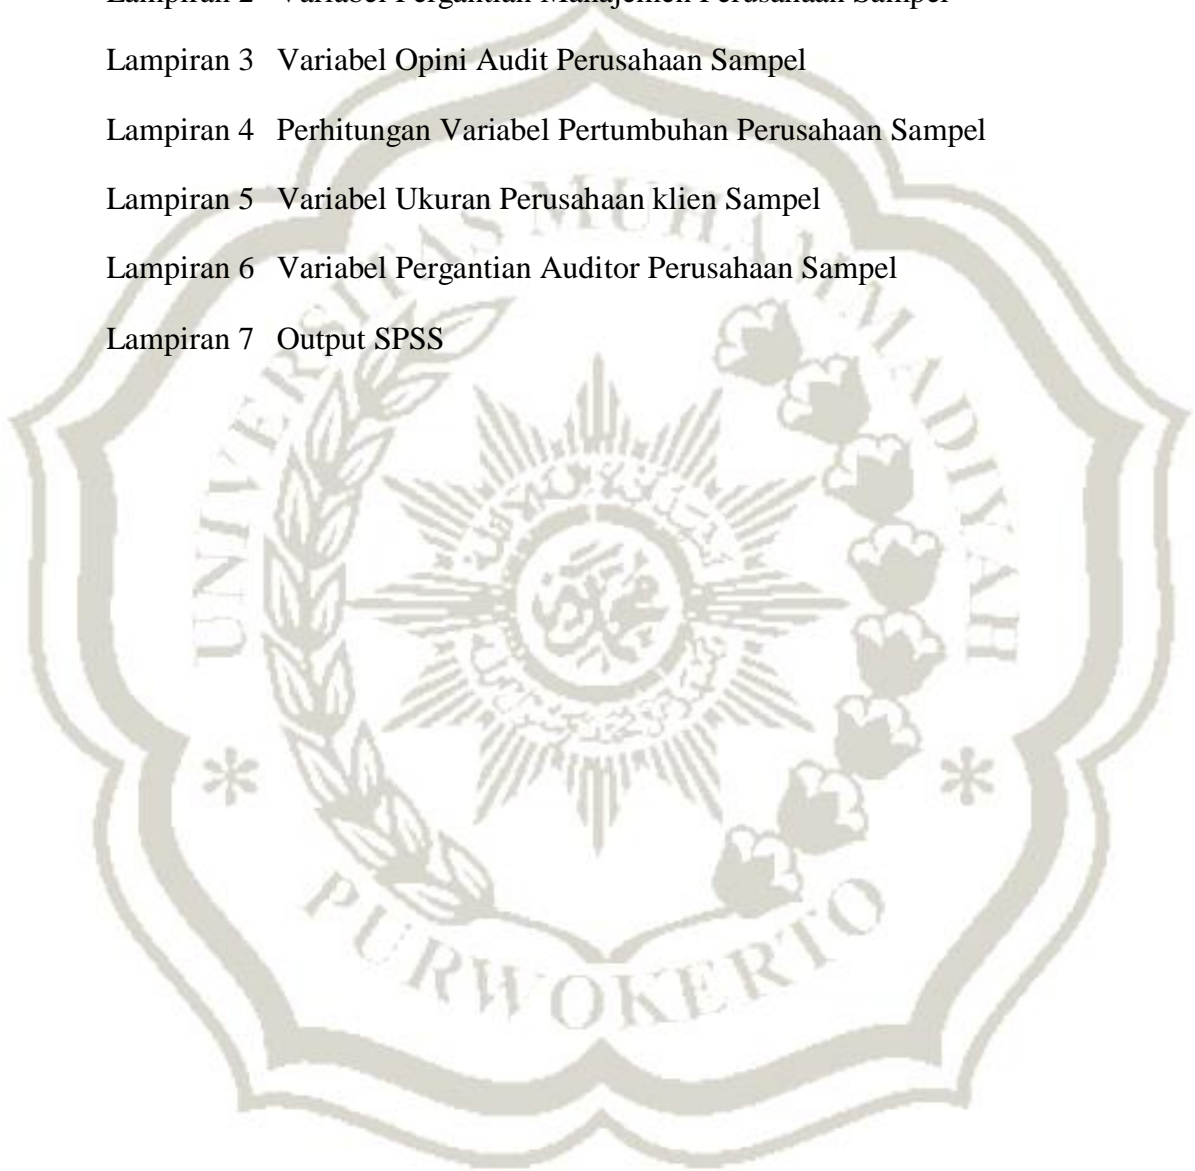 Lampiran 2 Variabel Pergantian Manajemen Perusahaan Sampel
Lampiran 3 Variabel Opini Audit Perusahaan Sampel
Lampiran 4 Perhitungan Variabel Pertumbuhan Perusahaan Sampel
Lampiran 5 Variabel Ukuran Perusahaan klien Sampel
Lampiran 6 Variabel Pergantian Auditor Perusahaan Sampel
Lampiran 7 Output SPSS
UNIVERSITAS MUHAMMADIYAH
PURWOKERTO